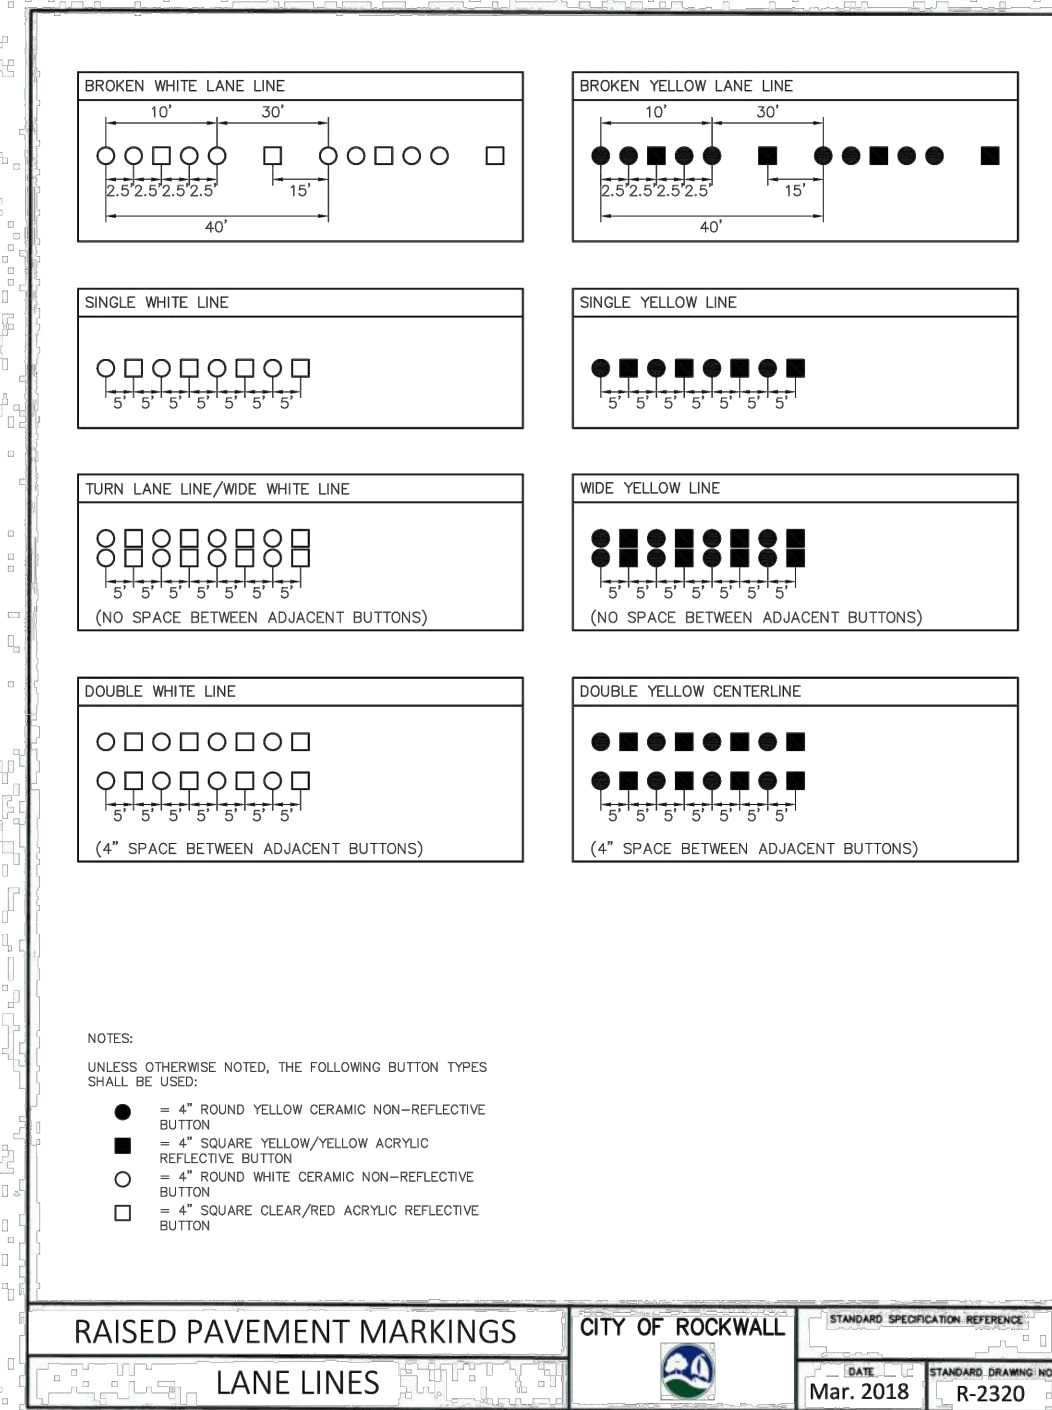 BROKEN WHITE LANE LINE
10' 30'
2.5' 2.5' 2.5' 2.5' 15'
40'
BROKEN YELLOW LANE LINE
10' 30'
2.5' 2.5' 2.5' 2.5' 15'
40'
SINGLE WHITE LINE
5' 5' 5' 5' 5' 5' 5'
SINGLE YELLOW LINE
5' 5' 5' 5' 5' 5' 5'
TURN LANE LINE/WIDE WHITE LINE
5' 5' 5' 5' 5' 5' 5'
(NO SPACE BETWEEN ADJACENT BUTTONS)
WIDE YELLOW LINE
5' 5' 5' 5' 5' 5' 5'
(NO SPACE BETWEEN ADJACENT BUTTONS)
DOUBLE WHITE LINE
5' 5' 5' 5' 5' 5' 5'
(4" SPACE BETWEEN ADJACENT BUTTONS)
DOUBLE YELLOW CENTERLINE
5' 5' 5' 5' 5' 5' 5'
(4" SPACE BETWEEN ADJACENT BUTTONS)
NOTES:
UNLESS OTHERWISE NOTED, THE FOLLOWING BUTTON TYPES
SHALL BE USED:
= 4" ROUND YELLOW CERAMIC NON-REFLECTIVE
BUTTON
= 4" SQUARE YELLOW/YELLOW ACRYLIC
REFLECTIVE BUTTON
= 4" ROUND WHITE CERAMIC NON-REFLECTIVE
BUTTON
= 4" SQUARE CLEAR/RED ACRYLIC REFLECTIVE
BUTTON
RAISED PAVEMENT MARKINGS
LANE LINES
CITY OF ROCKWALL
STANDARD SPECIFICATION REFERENCE
DATE
Mar. 2018
STANDARD DRAWING NO
R-2320